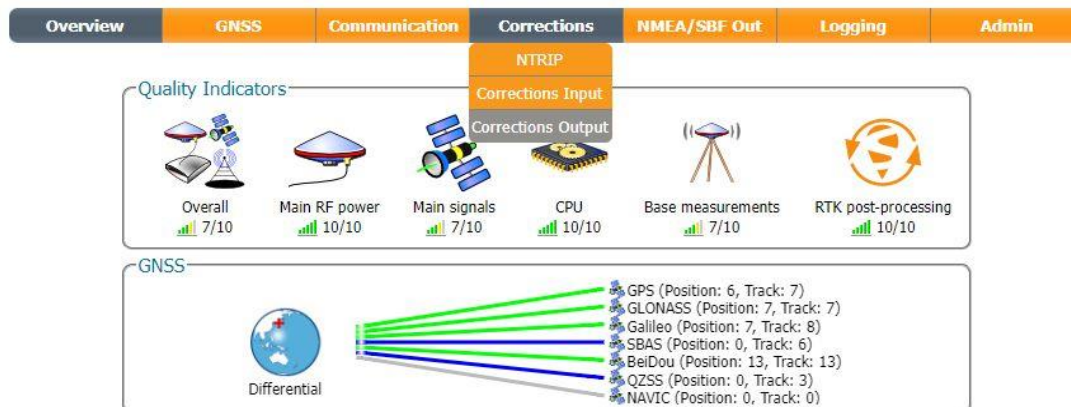 Overview GNSS Communication Corrections NMEA/SBF Out Logging Admin
NTRIP
Corrections Input
Corrections Output
Quality Indicators
Overall Main RF power Main signals CPU Base measurements RTK post-processing
7/10 10/10 7/10 10/10 7/10 10/10
GNSS
GPS (Position: 6, Track: 7)
GLONASS (Position: 7, Track: 7)
Galileo (Position: 7, Track: 8)
SBAS (Position: 0, Track: 6)
BeiDou (Position: 13, Track: 13)
QZSS (Position: 0, Track: 3)
NAVIC (Position: 0, Track: 0)
Differential